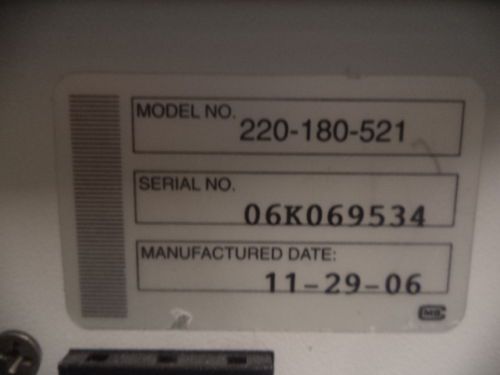 MODEL NO.
220-180-521
SERIAL NO.
06K069534
MANUFACTURED DATE:
11-29-06